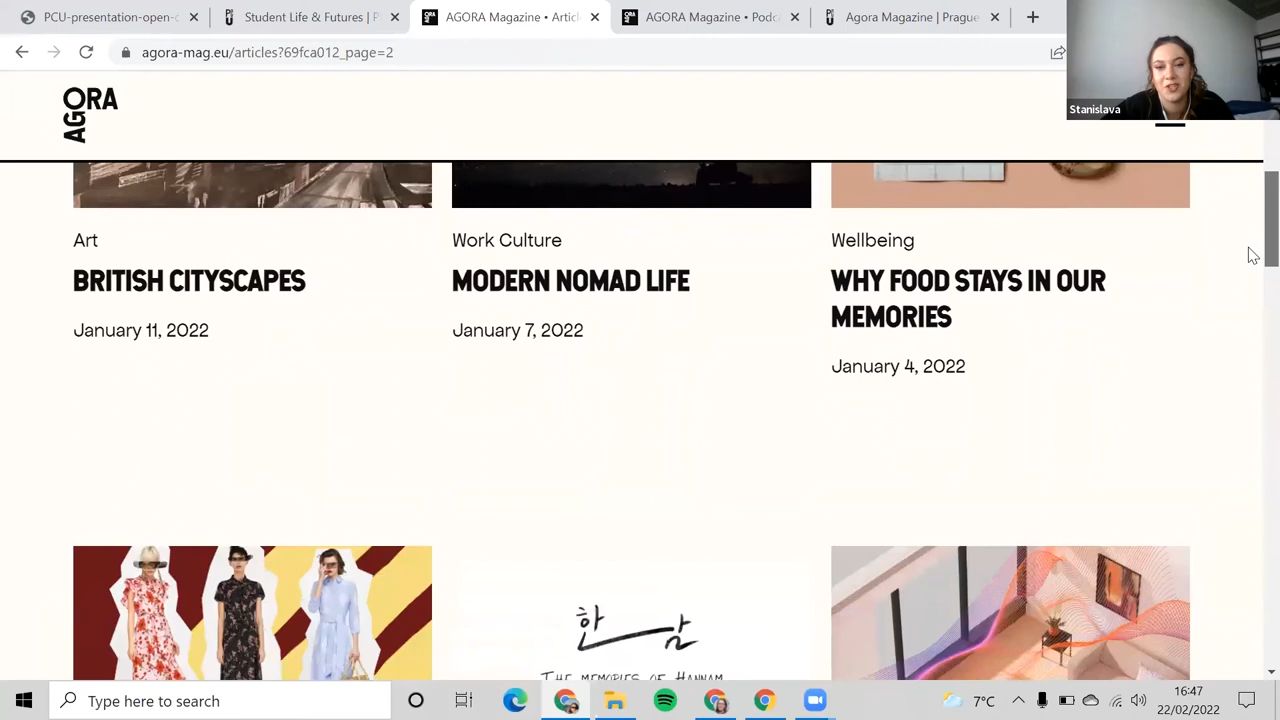 PCU-presentation-open-
Student Life & Futures | P
AGORA Magazine • Artic
AGORA Magazine • Podc
Agora Magazine | Prague
agora-mag.eu/articles?69fca012_page=2
AGORA
Stanislava
Art
Work Culture
Wellbeing
BRITISH CITYSCAPES
MODERN NOMAD LIFE
WHY FOOD STAYS IN OUR
MEMORIES
January 11, 2022
January 7, 2022
January 4, 2022
한 남
THE MEMORIES OF HANNAM
Type here to search
7°C
16:47
22/02/2022